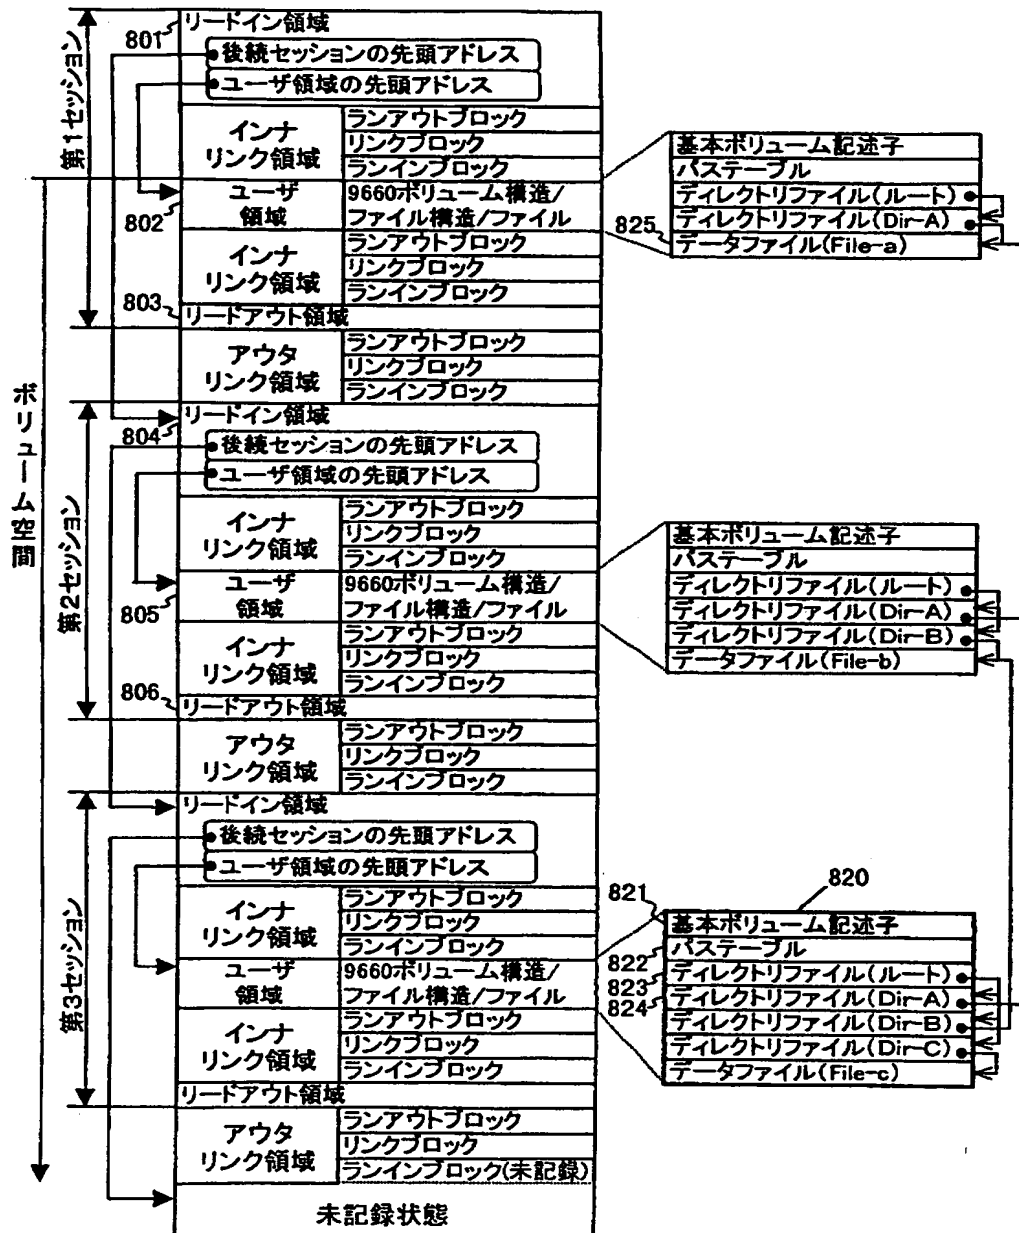 第1セッション
801
リードイン領域
後続セッションの先頭アドレス
ユーザ領域の先頭アドレス
インナ
リンク領域
ランアウトブロック
リンクブロック
ランインブロック
802
ユーザ
領域
9660ボリューム構造/
ファイル構造/ファイル
インナ
リンク領域
ランアウトブロック
リンクブロック
ランインブロック
803
リードアウト領域
アウタ
リンク領域
ランアウトブロック
リンクブロック
ランインブロック
基本ボリューム記述子
パステーブル
ディレクトリファイル(ルート)
ディレクトリファイル(Dir-A)
825
データファイル(File-a)
ボリューム空間
第2セッション
804
リードイン領域
後続セッションの先頭アドレス
ユーザ領域の先頭アドレス
インナ
リンク領域
ランアウトブロック
リンクブロック
ランインブロック
805
ユーザ
領域
9660ボリューム構造/
ファイル構造/ファイル
インナ
リンク領域
ランアウトブロック
リンクブロック
ランインブロック
806
リードアウト領域
アウタ
リンク領域
ランアウトブロック
リンクブロック
ランインブロック
基本ボリューム記述子
パステーブル
ディレクトリファイル(ルート)
ディレクトリファイル(Dir-A)
ディレクトリファイル(Dir-B)
データファイル(File-b)
第3セッション
リードイン領域
後続セッションの先頭アドレス
ユーザ領域の先頭アドレス
インナ
リンク領域
ランアウトブロック
リンクブロック
ランインブロック
ユーザ
領域
9660ボリューム構造/
ファイル構造/ファイル
インナ
リンク領域
ランアウトブロック
リンクブロック
ランインブロック
リードアウト領域
アウタ
リンク領域
ランアウトブロック
リンクブロック
ランインブロック(未記録)
未記録状態
820
821
基本ボリューム記述子
822
パステーブル
823
ディレクトリファイル(ルート)
824
ディレクトリファイル(Dir-A)
ディレクトリファイル(Dir-B)
ディレクトリファイル(Dir-C)
データファイル(File-c)